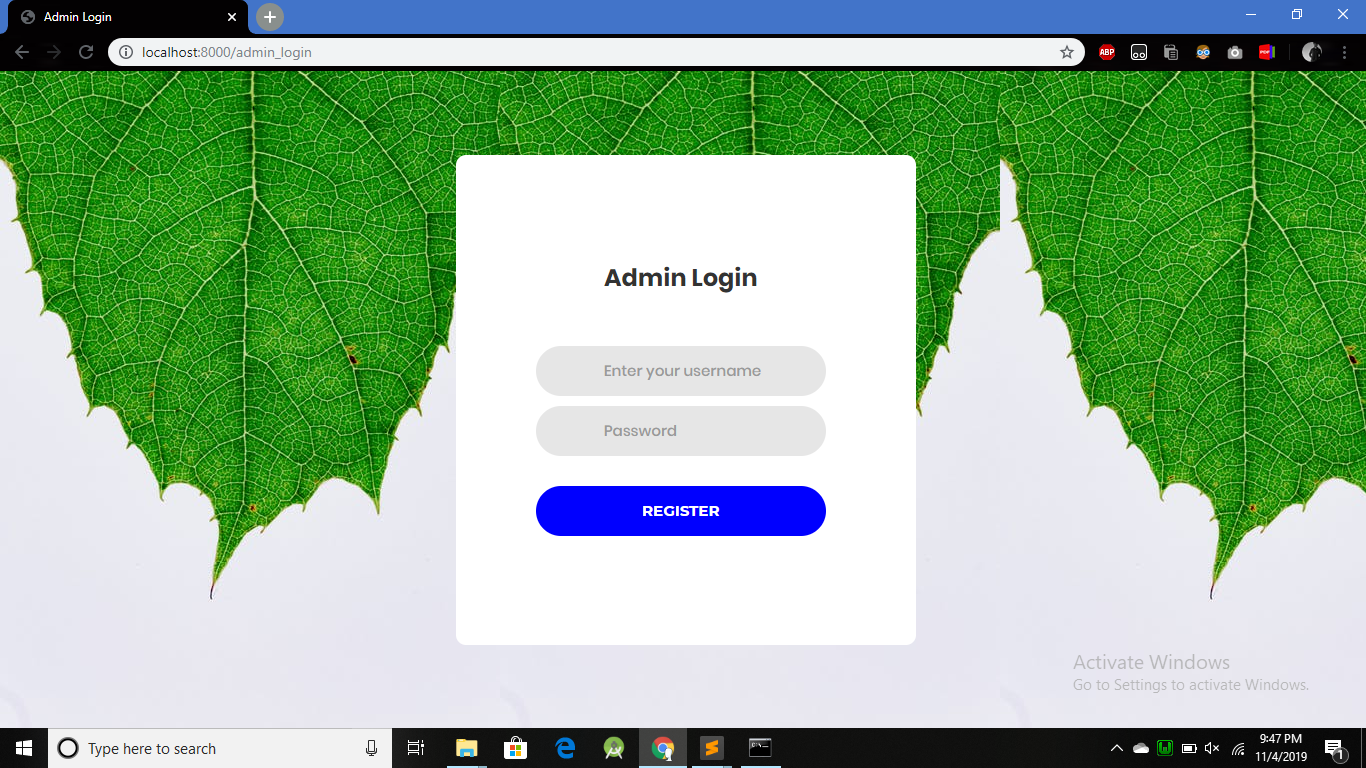 Admin Login
localhost:8000/admin_login
ABP
PDF
Admin Login
Enter your username
Password
REGISTER
Activate Windows
Go to Settings to activate Windows.
Type here to search
9:47 PM
11/4/2019
1